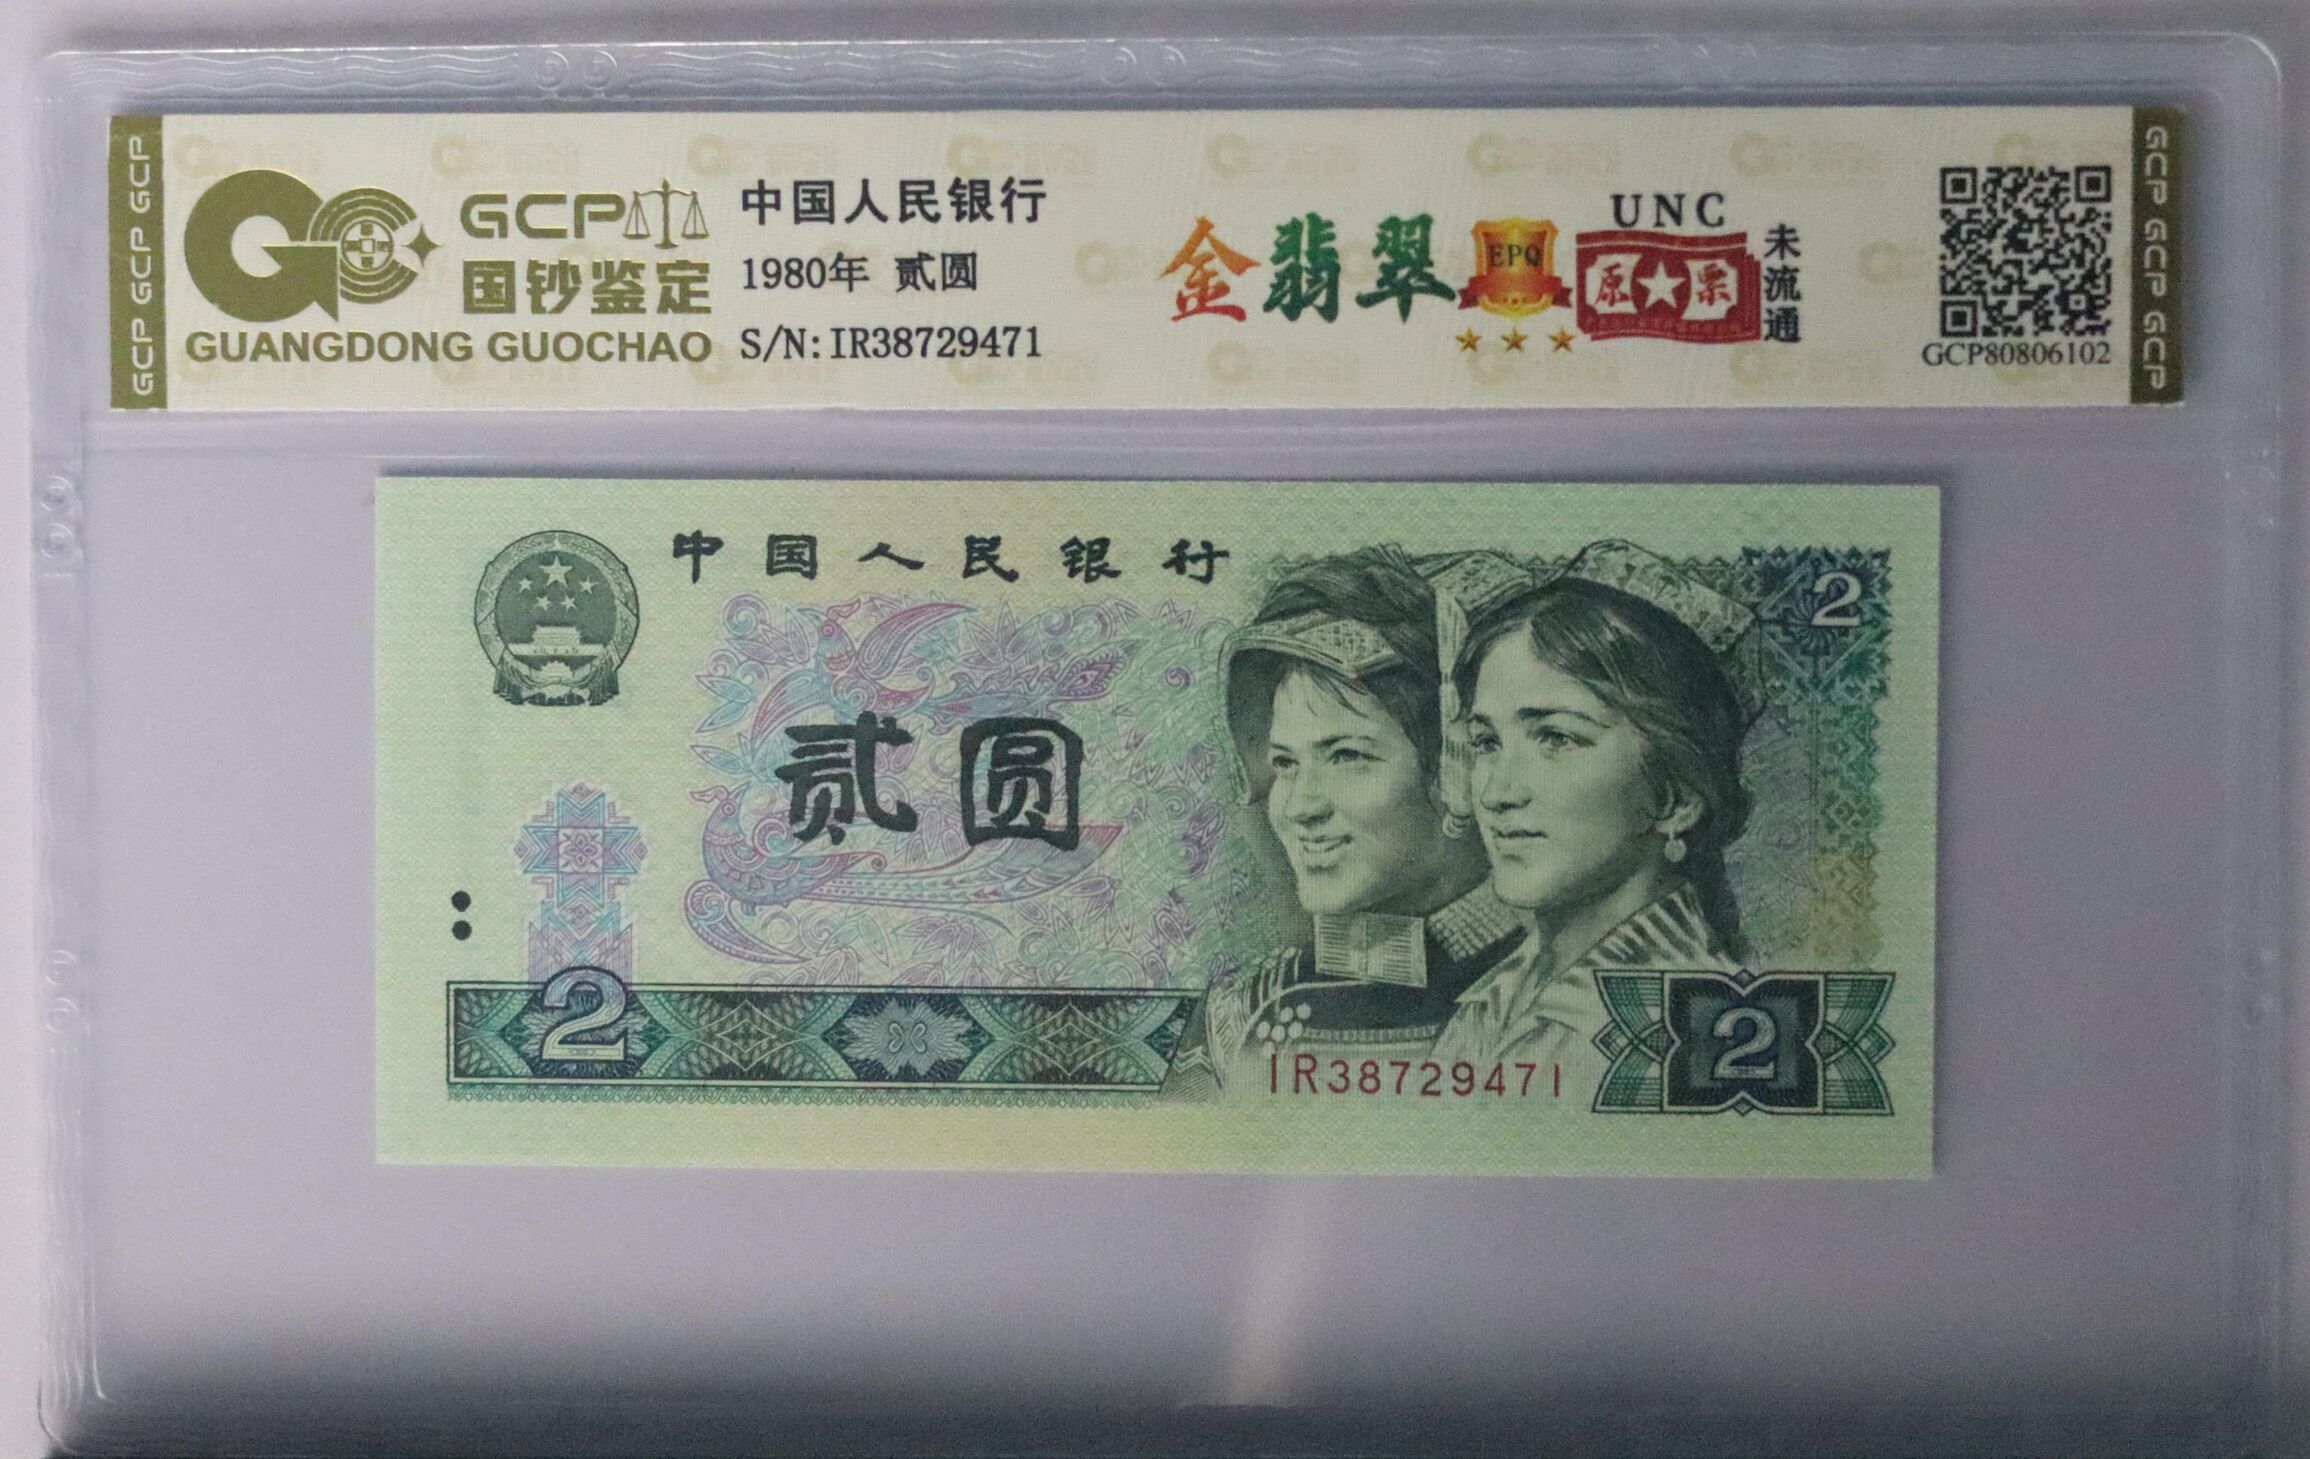 GCP GCP GCP
GCP
国钞鉴定
GUANGDONG GUOCHAO
中国人民银行
1980年 贰圆
S/N:IR38729471
金翡翠
EPQ
UNC
原票
未流通
GCP80806102
GCP GCP GCP
中国人民银行
2
贰圆
2
IR38729471
2